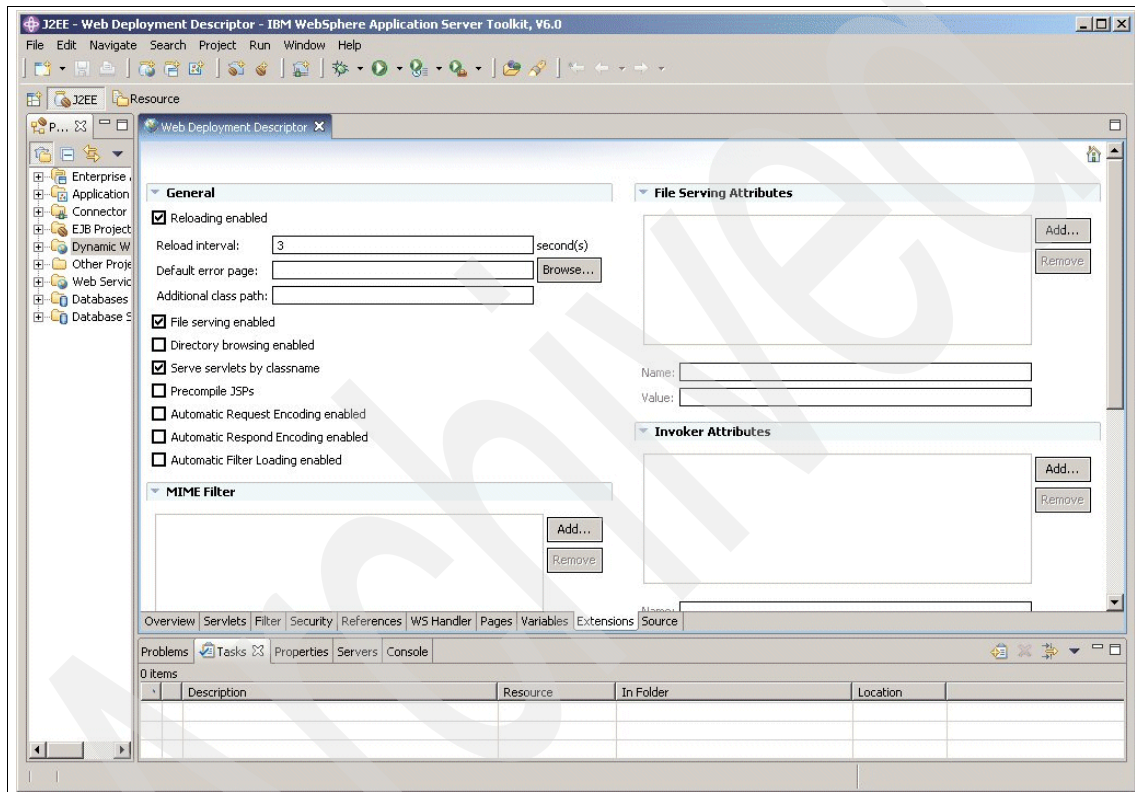 J2EE - Web Deployment Descriptor - IBM WebSphere Application Server Toolkit, V6.0
File Edit Navigate Search Project Run Window Help
J2EE Resource
P...
Web Deployment Descriptor
Enterprise
Application
Connector
EJB Project
Dynamic W
Other Proje
Web Servic
Databases
Database S
General
Reloading enabled
Reload interval: 3 second(s)
Default error page: Browse...
Additional class path:
File serving enabled
Directory browsing enabled
Serve servlets by classname
Precompile JSPs
Automatic Request Encoding enabled
Automatic Respond Encoding enabled
Automatic Filter Loading enabled
MIME Filter
Add...
Remove
File Serving Attributes
Add...
Remove
Name:
Value:
Invoker Attributes
Add...
Remove
Name:
Overview Servlets Filter Security References WS Handler Pages Variables Extensions Source
Problems Tasks Properties Servers Console
0 items
Description Resource In Folder Location
Archived